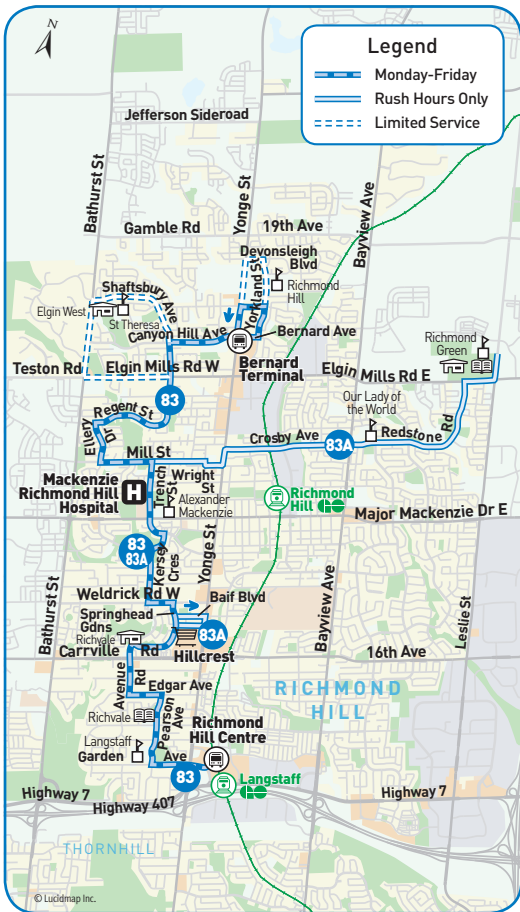 N
Legend
Monday-Friday
Rush Hours Only
Limited Service
Jefferson Sideroad
Bathurst St
Yonge St
Bayview Ave
Gamble Rd
19th Ave
Devonsleigh
Blvd
Yorkland St
Richmond
Hill
Shaftsbury Ave
Elgin West
St Theresa
Canyon Hill Ave
Bernard Ave
Bernard
Terminal
Richmond
Green
Teston Rd
Elgin Mills Rd W
Elgin Mills Rd E
83
Our Lady of
the World
Regent St
Ellery
Dr
Crosby Ave
83A
Redstone
Rd
Mill St
Mackenzie
Richmond Hill
Hospital
H
Trench
St
Wright
St
Alexander
Mackenzie
Richmond
Hill
Major Mackenzie Dr E
83
83A
Kersey
Cres
Yonge St
Weldrick Rd W
Baif Blvd
Springhead
Gdns
83A
Richvale
Carrville
Rd
Hillcrest
16th Ave
Bathurst St
Bayview Ave
Leslie St
Avenue
Rd
Edgar Ave
RICHMOND
HILL
Richvale
Pearson
Ave
Richmond
Hill Centre
Langstaff
Garden
Ave
83
Langstaff
Highway 7
Highway 407
Highway 7
THORNHILL
© Lucidmap Inc.